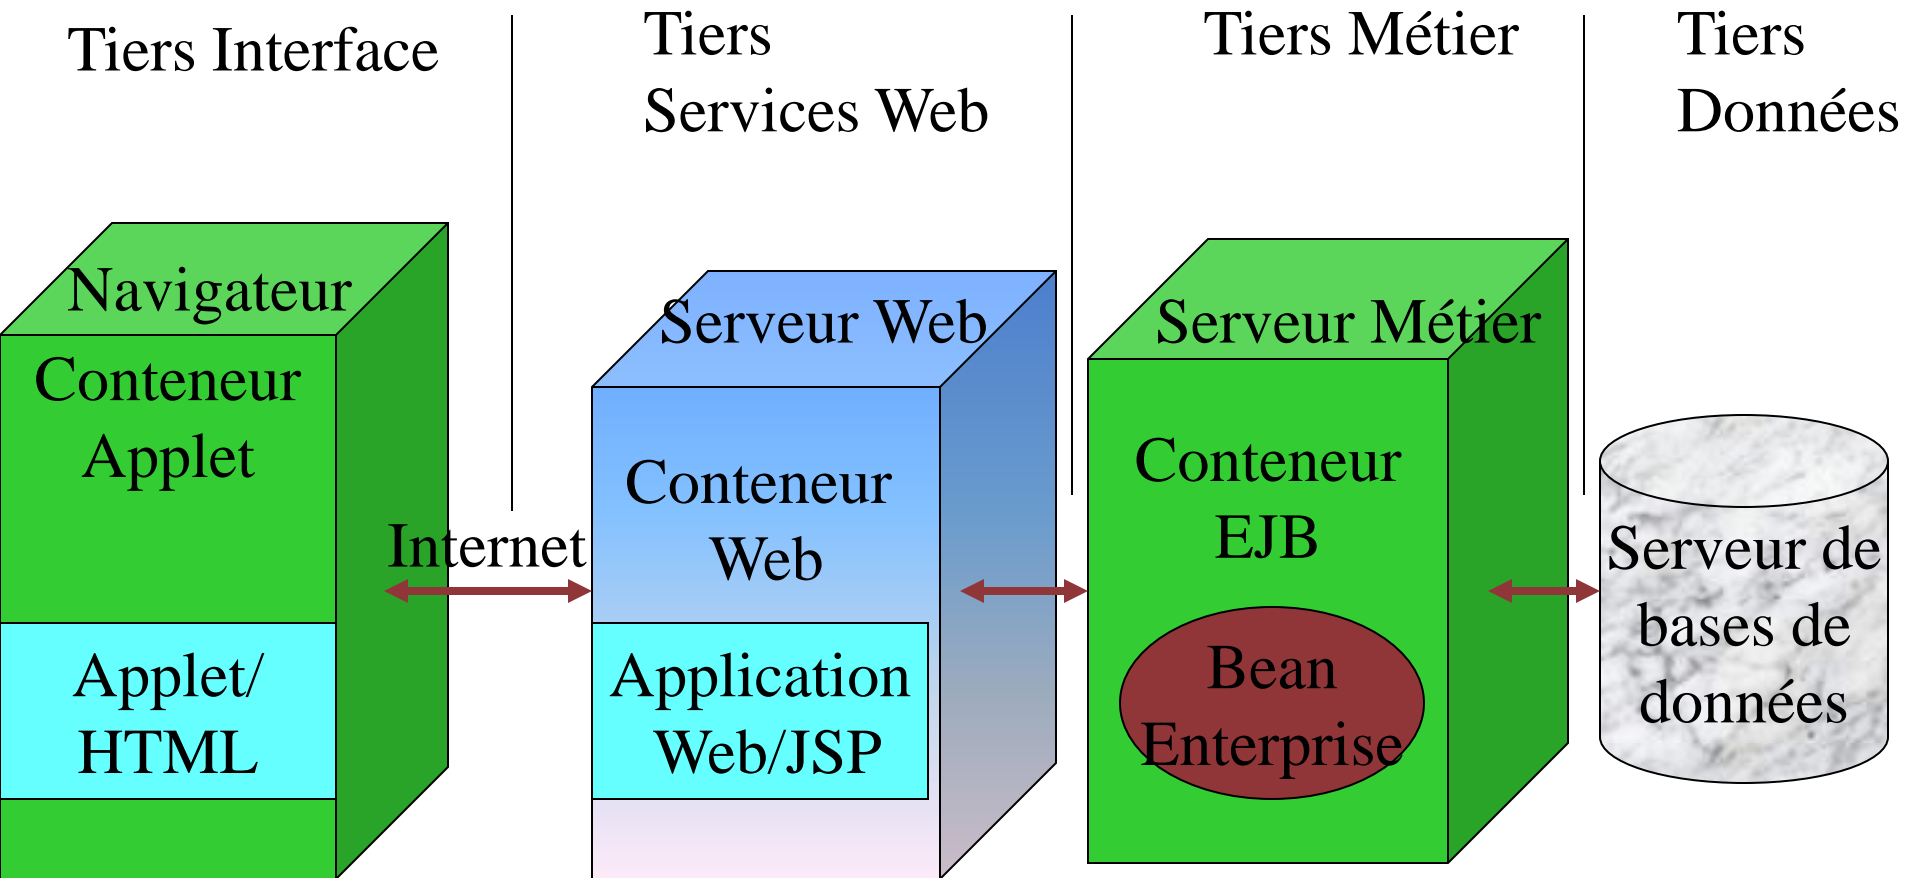 Tiers Interface
Tiers
Services Web
Tiers Métier
Tiers
Données
Navigateur
Conteneur
Applet
Applet/
HTML
Internet
Serveur Web
Conteneur
Web
Application
Web/JSP
Serveur Métier
Conteneur
EJB
Bean
Enterprise
Serveur de
bases de
données